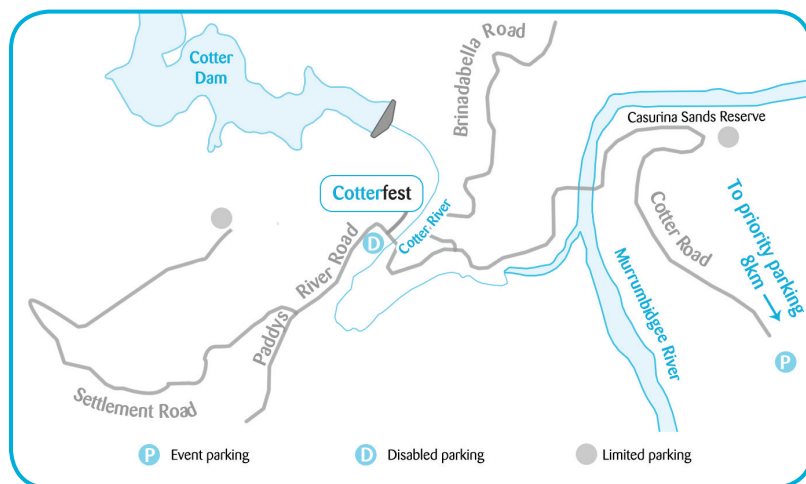 Cotter
Dam
Brinadabella Road
Casurina Sands Reserve
Cotterfest
Cotter River
D
River Road
Paddys
Cotter Road
To priority parking
8km
Murrumbidgee River
Settlement Road
P
P Event parking
D Disabled parking
Limited parking